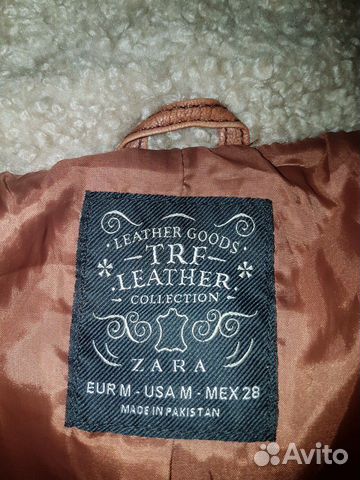 LEATHER GOODS
TRF
LEATHER
COLLECTION
ZARA
EUR M - USA M - MEX 28
MADE IN PAKISTAN
Avito